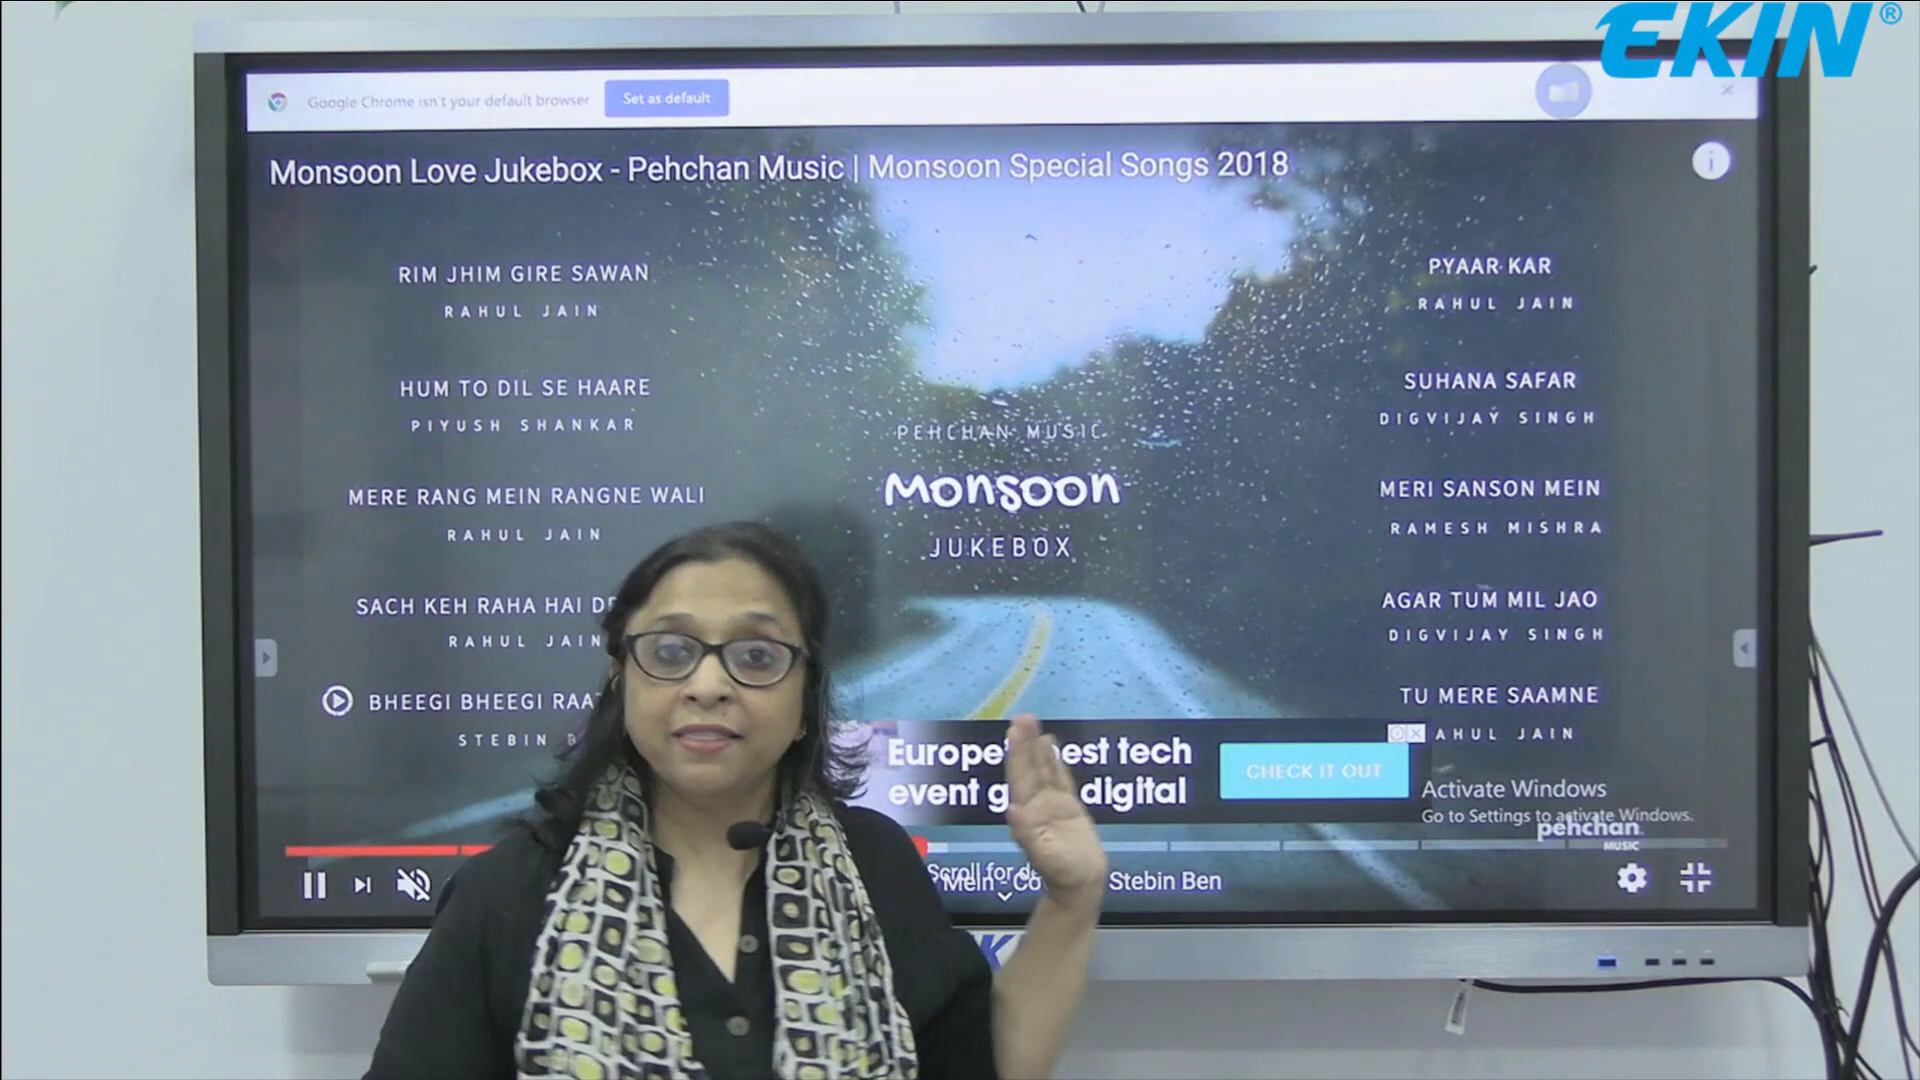 EKIN®
Google Chrome isn't your default browser
Set as default
Monsoon Love Jukebox - Pehchan Music | Monsoon Special Songs 2018
RIM JHIM GIRE SAWAN
RAHUL JAIN
HUM TO DIL SE HAARE
PIYUSH SHANKAR
MERE RANG MEIN RANGNE WALI
RAHUL JAIN
SACH KEH RAHA HAI
RAHUL JAIN
BHEEGI BHEEGI
STEBIN
PEHCHAN MUSIC
Monsoon
JUKEBOX
PYAAR KAR
RAHUL JAIN
SUHANA SAFAR
DIGVIJAY SINGH
MERI SANSON MEIN
RAMESH MISHRA
AGAR TUM MIL JAO
DIGVIJAY SINGH
TU MERE SAAMNE
JAIN
tech
event digital
CHECK IT OUT
Activate Windows
Go to Settings to activate Windows.
pehchan
MUSIC
Scroll for
Mein - Stebin Ben